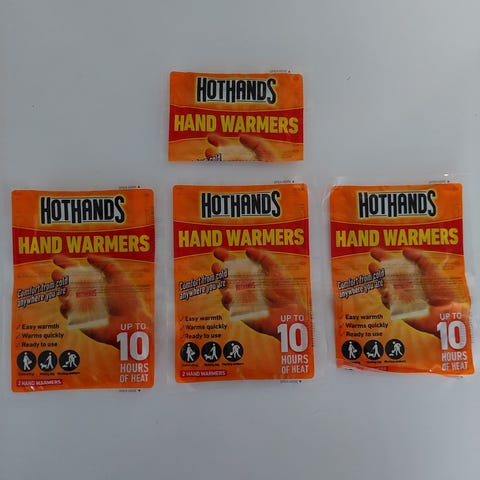 HOTHANDS
HAND WARMERS
HOTHANDS
HAND WARMERS
Comfort from cold
anywhere you are
HOTHANDS
Easy warmth
Warms quickly
Ready to use
UP TO
10
HOURS
OF HEAT
2 HAND WARMERS
HOTHANDS
HAND WARMERS
Comfort from cold
anywhere you are
HOTHANDS
Easy warmth
Warms quickly
Ready to use
UP TO
10
HOURS
OF HEAT
2 HAND WARMERS
HOTHANDS
HAND WARMERS
Comfort from cold
anywhere you are
Easy warmth
Warms quickly
Ready to use
UP TO
10
HOURS
OF HEAT